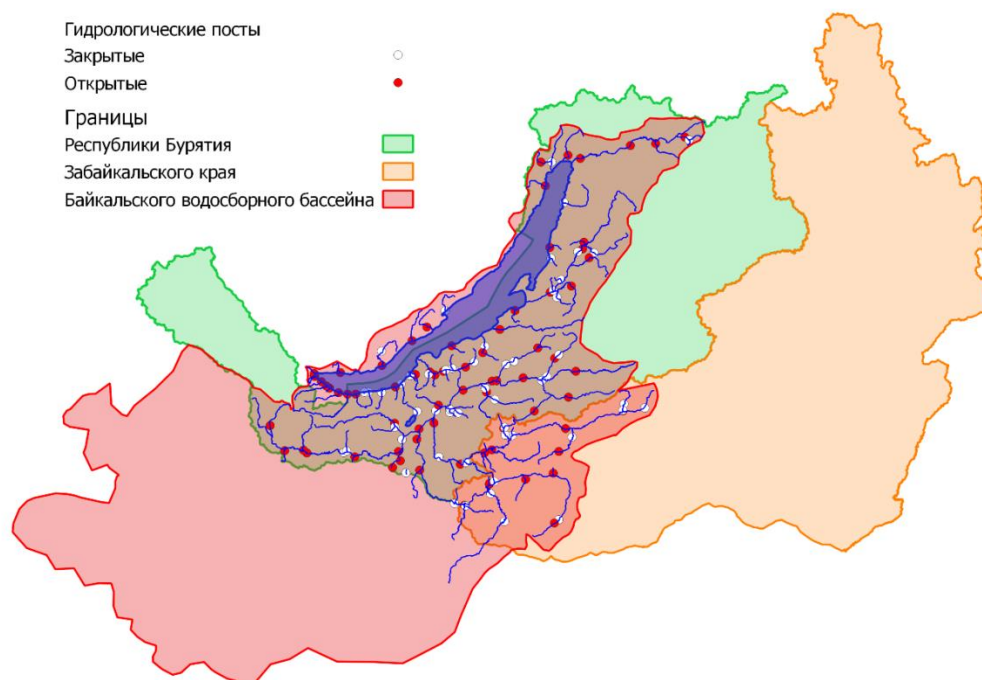 Гидрологические посты
Закрытые
Открытые
Границы
Республики Бурятия
Забайкальского края
Байкальского водосборного бассейна